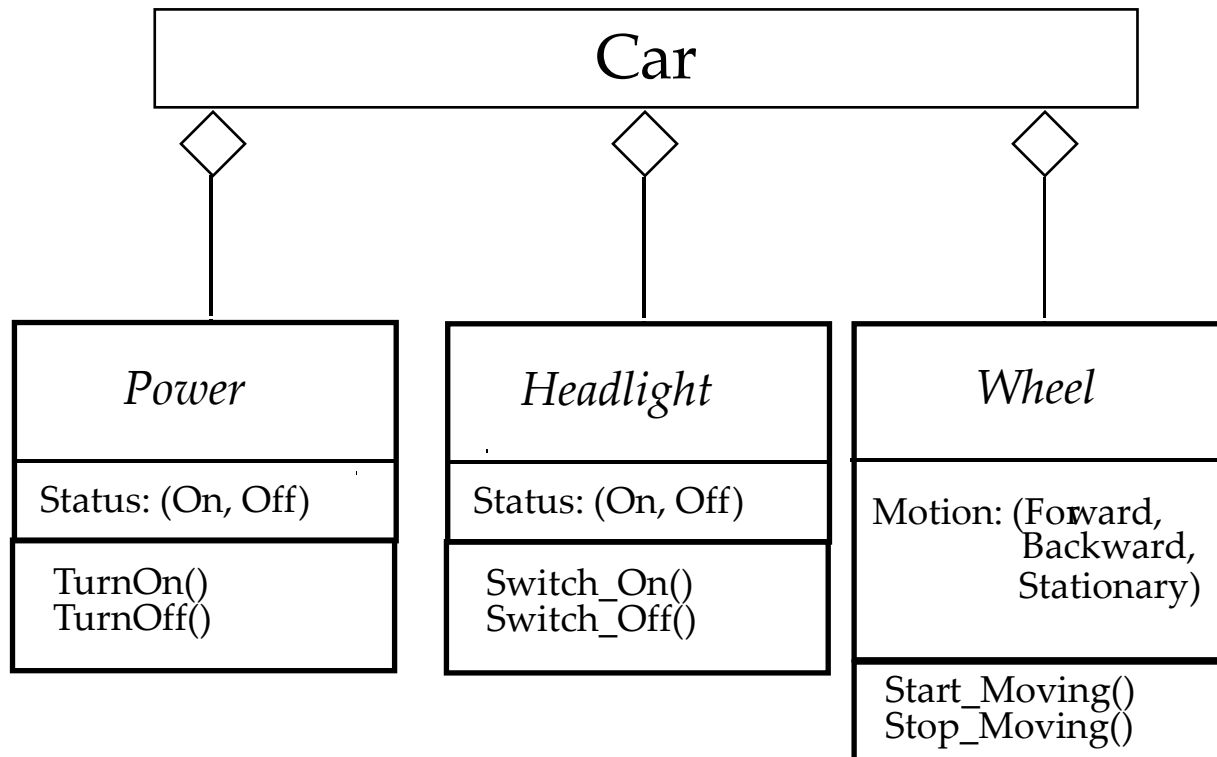 Car
Power
Status: (On, Off)
TurnOn()
TurnOff()
Headlight
Status: (On, Off)
Switch_On()
Switch_Off()
Wheel
Motion: (Forward,
Backward,
Stationary)
Start_Moving()
Stop_Moving()